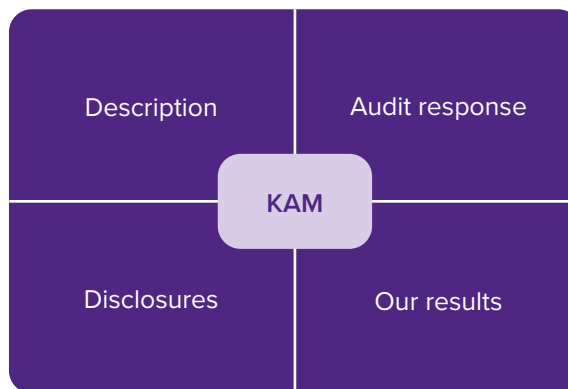 Description
Audit response
KAM
Disclosures
Our results